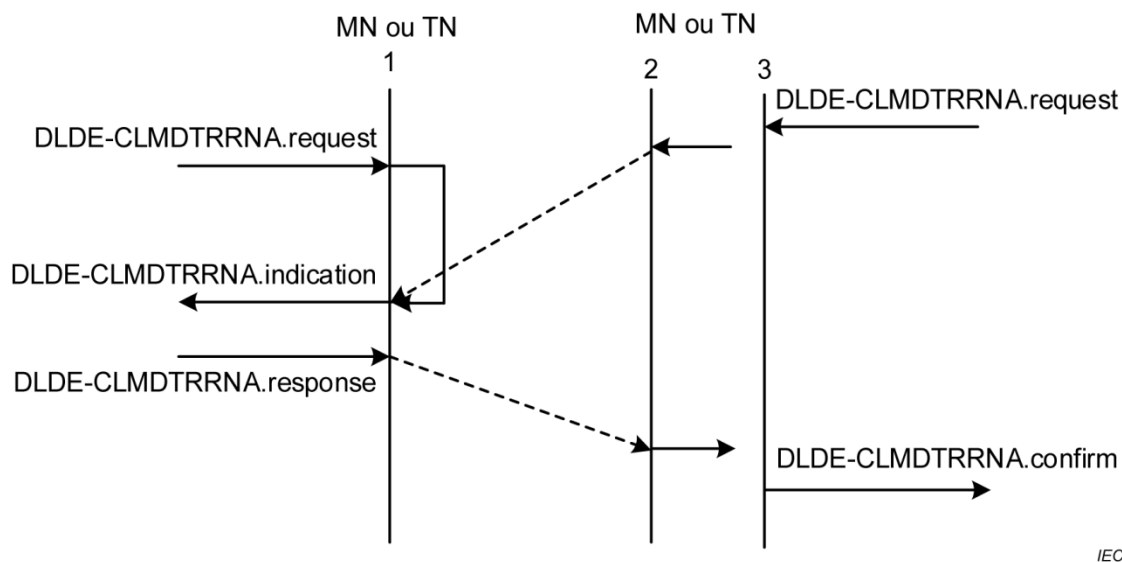 MN ou TN
MN ou TN
1
2
3
DLDE-CLMDTRRNA.request
DLDE-CLMDTRRNA.request
DLDE-CLMDTRRNA.indication
DLDE-CLMDTRRNA.response
DLDE-CLMDTRRNA.confirm
IEC